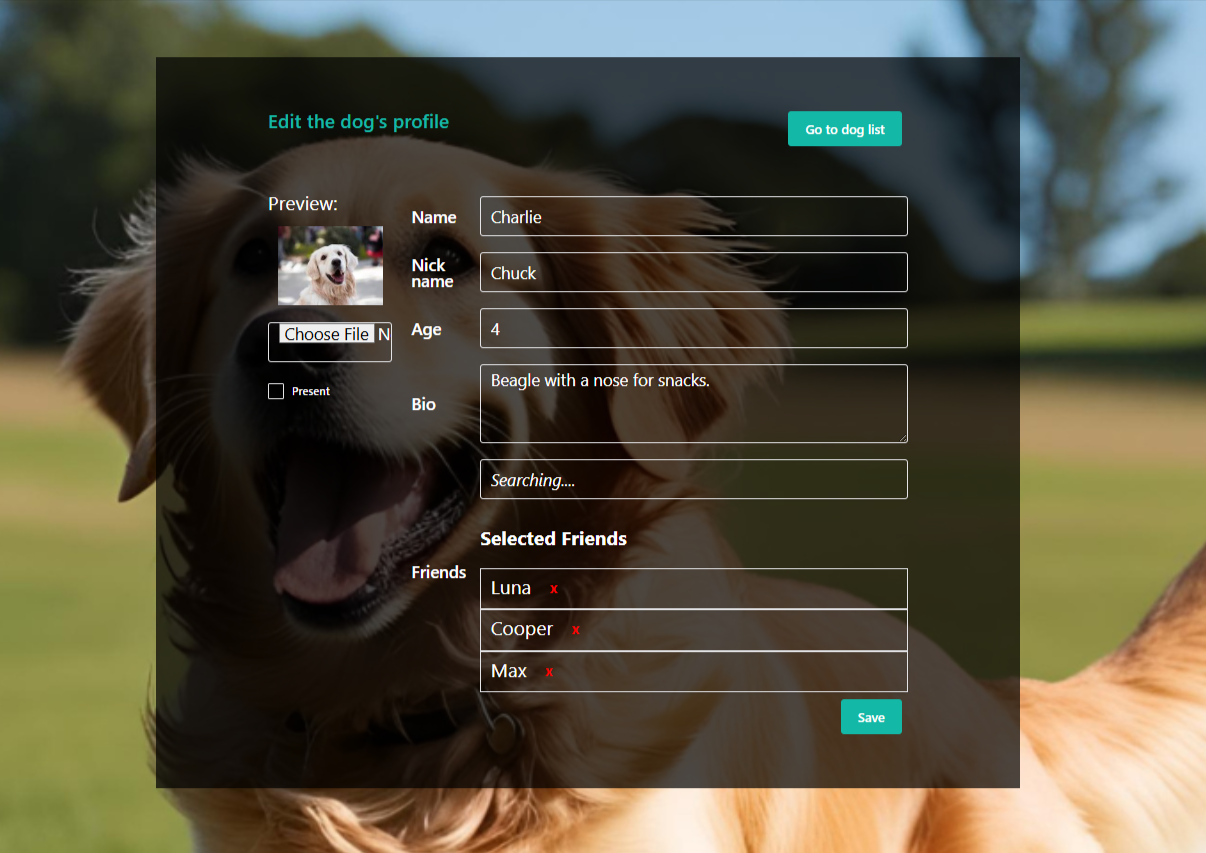 Edit the dog's profile
Go to dog list
Preview:
Choose File N
Present
Name
Charlie
Nick
name
Chuck
Age
4
Bio
Beagle with a nose for snacks.
Searching....
Friends
Selected Friends
Luna x
Cooper x
Max x
Save